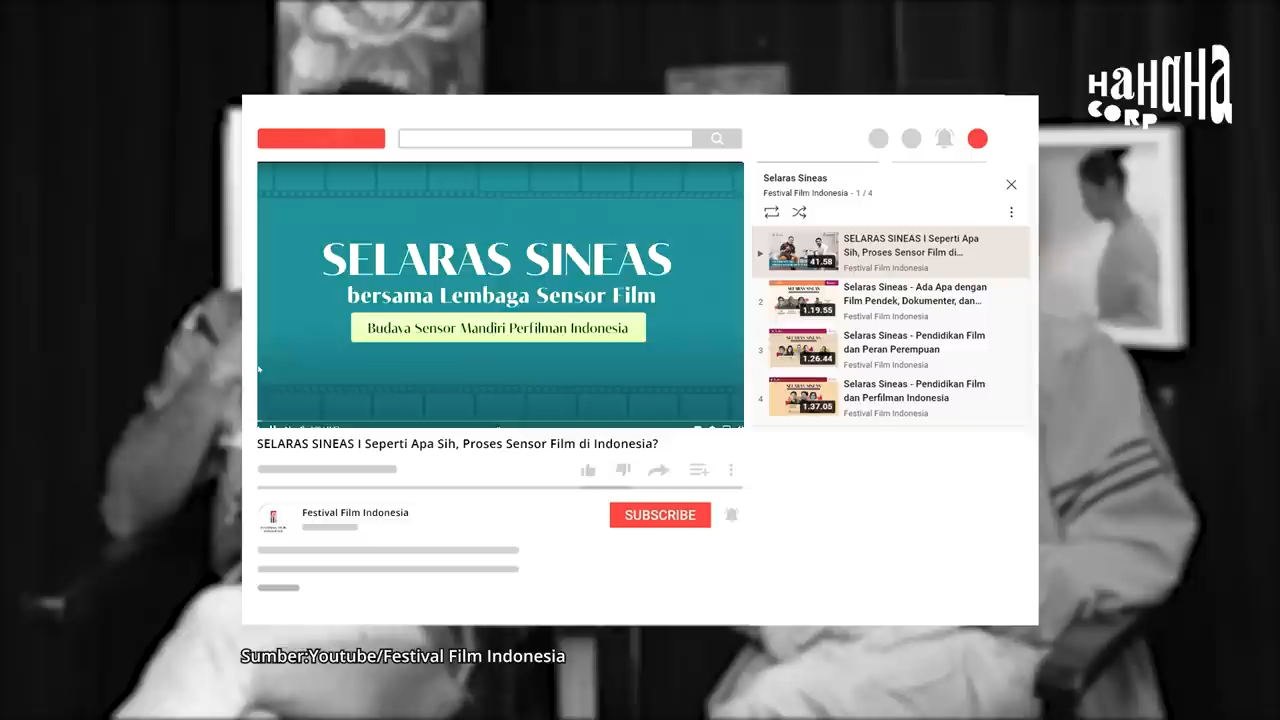 HaHaHa
CORP
Selaras Sineas
Festival Film Indonesia - 1 / 4
SELARAS SINEAS
bersama Lembaga Sensor Film
Budaya Sensor Mandiri Perfilman Indonesia
SELARAS SINEAS I Seperti Apa
Sih, Proses Sensor Film di...
41.58
Festival Film Indonesia
2
Selaras Sineas - Ada Apa dengan
Film Pendek, Dokumenter, dan...
1.19.55
Festival Film Indonesia
3
Selaras Sineas - Pendidikan Film
dan Peran Perempuan
1.26.44
Festival Film Indonesia
4
Selaras Sineas - Pendidikan Film
dan Perfilman Indonesia
1.37.05
Festival Film Indonesia
SELARAS SINEAS I Seperti Apa Sih, Proses Sensor Film di Indonesia?
Festival Film Indonesia
SUBSCRIBE
Sumber:Youtube/Festival Film Indonesia